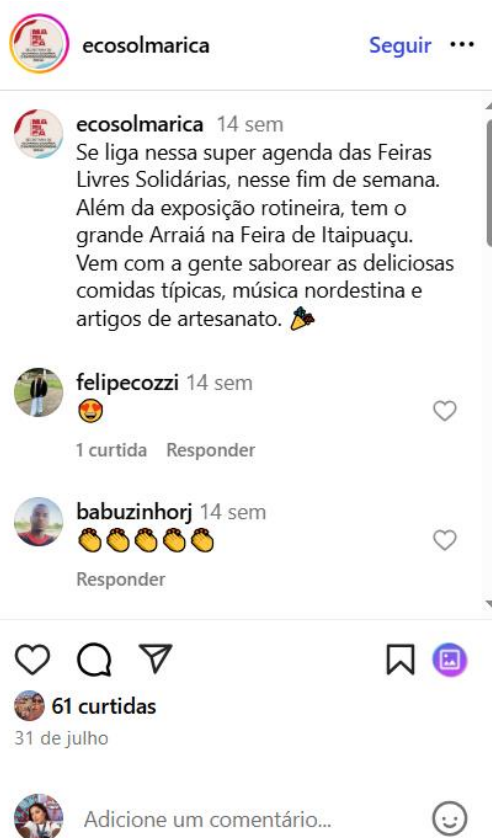 ecosolmarica Seguir
ecosolmarica 14 sem
Se liga nessa super agenda das Feiras
Livres Solidárias, nesse fim de semana.
Além da exposição rotineira, tem o
grande Arraiá na Feira de Itaipuaçu.
Vem com a gente saborear as deliciosas
comidas típicas, música nordestina e
artigos de artesanato. 🎉
felipecozzi 14 sem
😍
1 curtida Responder
babuzinhorj 14 sem
👏👏👏👏👏
Responder
61 curtidas
31 de julho
Adicione um comentário...